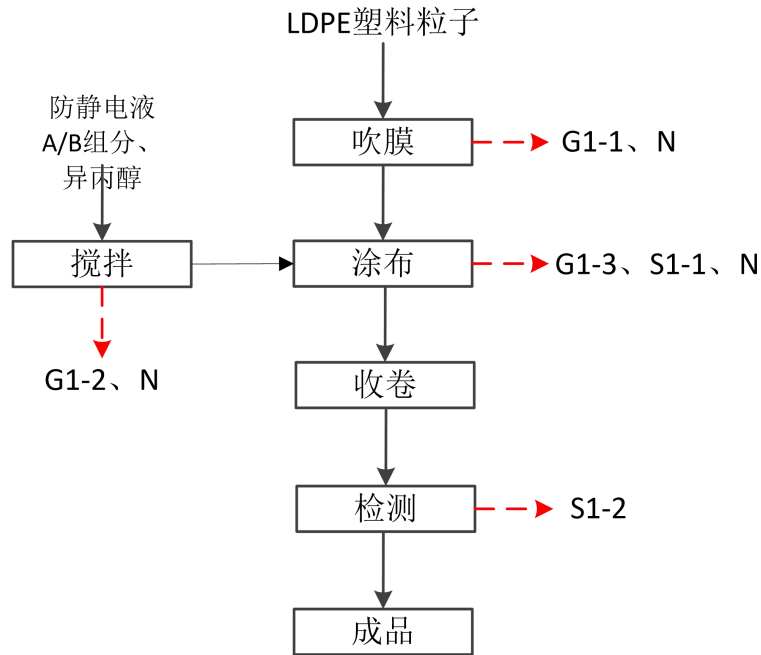 LDPE塑料粒子
防静电液
A/B组分、
异丙醇
吹膜
G1-1、N
搅拌
涂布
G1-3、S1-1、N
G1-2、N
收卷
检测
S1-2
成品